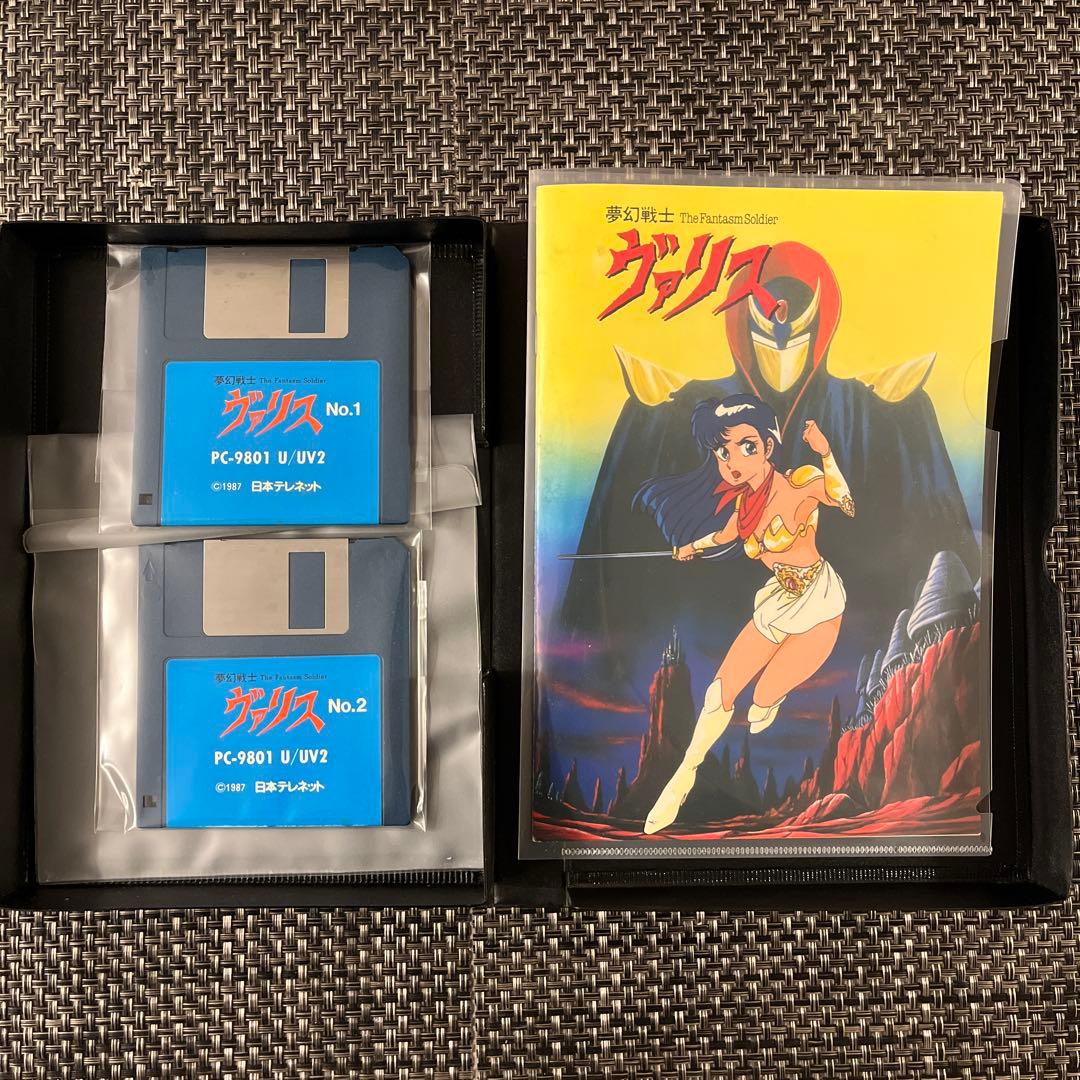 夢幻戦士 The Fantasm Soldier
ヴァリス No.1
PC-9801 U/UV2
©1987 日本テレネット
夢幻戦士 The Fantasm Soldier
ヴァリス No.2
PC-9801 U/UV2
©1987 日本テレネット
夢幻戦士 The Fantasm Soldier
ヴァリス